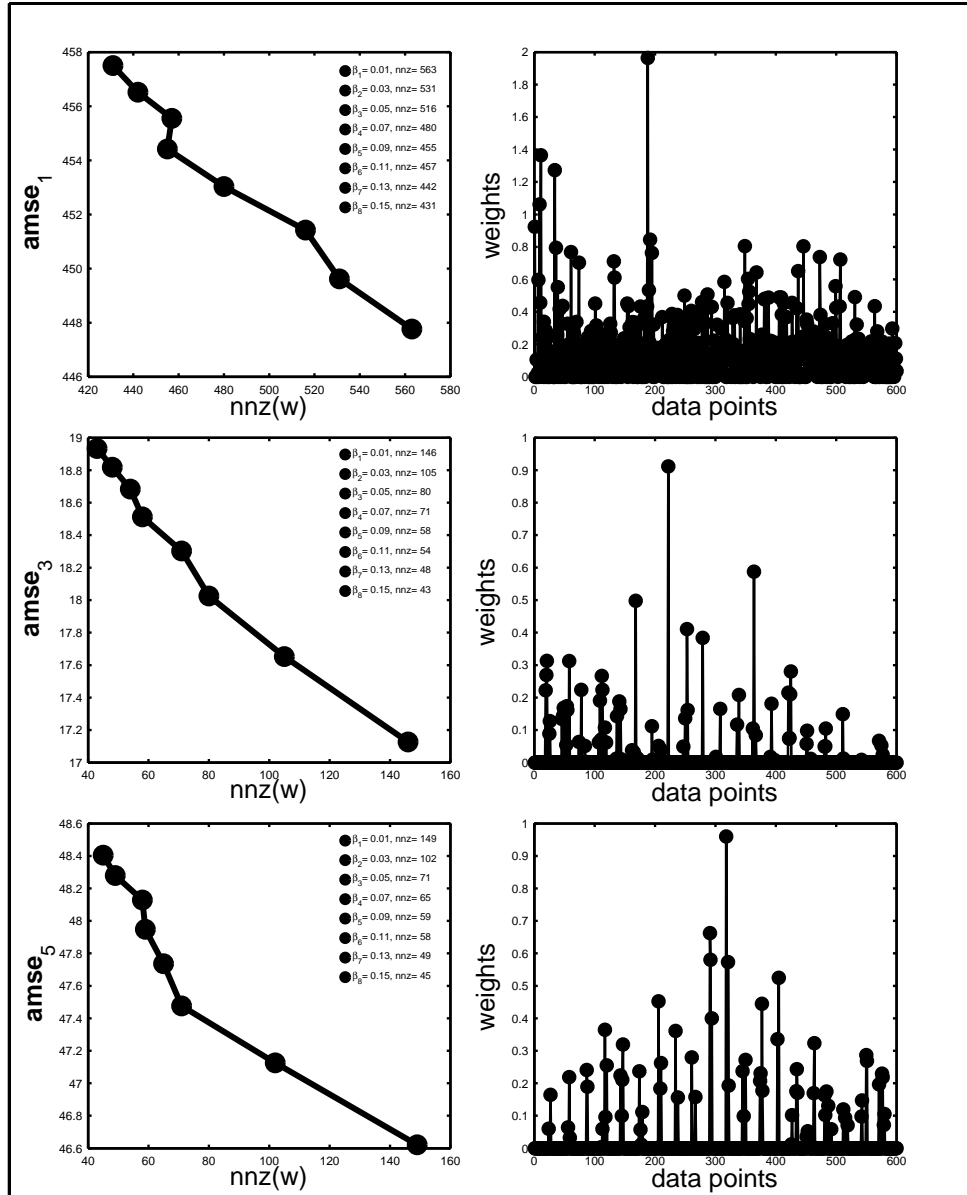 458
456
454
452
450
448
446
420
440
460
480
500
520
540
560
580
amse1
nnz(w)
β1= 0.01, nnz= 563
β2= 0.03, nnz= 531
β3= 0.05, nnz= 516
β4= 0.07, nnz= 480
β5= 0.09, nnz= 455
β6= 0.11, nnz= 457
β7= 0.13, nnz= 442
β8= 0.15, nnz= 431
2
1.8
1.6
1.4
1.2
1
0.8
0.6
0.4
0.2
0
0
100
200
300
400
500
600
weights
data points
19
18.8
18.6
18.4
18.2
18
17.8
17.6
17.4
17.2
17
40
60
80
100
120
140
160
amse3
nnz(w)
β1= 0.01, nnz= 146
β2= 0.03, nnz= 105
β3= 0.05, nnz= 80
β4= 0.07, nnz= 71
β5= 0.09, nnz= 58
β6= 0.11, nnz= 54
β7= 0.13, nnz= 48
β8= 0.15, nnz= 43
1
0.9
0.8
0.7
0.6
0.5
0.4
0.3
0.2
0.1
0
0
100
200
300
400
500
600
weights
data points
48.6
48.4
48.2
48
47.8
47.6
47.4
47.2
47
46.8
46.6
40
60
80
100
120
140
160
amse5
nnz(w)
β1= 0.01, nnz= 149
β2= 0.03, nnz= 102
β3= 0.05, nnz= 71
β4= 0.07, nnz= 65
β5= 0.09, nnz= 59
β6= 0.11, nnz= 58
β7= 0.13, nnz= 49
β8= 0.15, nnz= 45
1
0.9
0.8
0.7
0.6
0.5
0.4
0.3
0.2
0.1
0
0
100
200
300
400
500
600
weights
data points